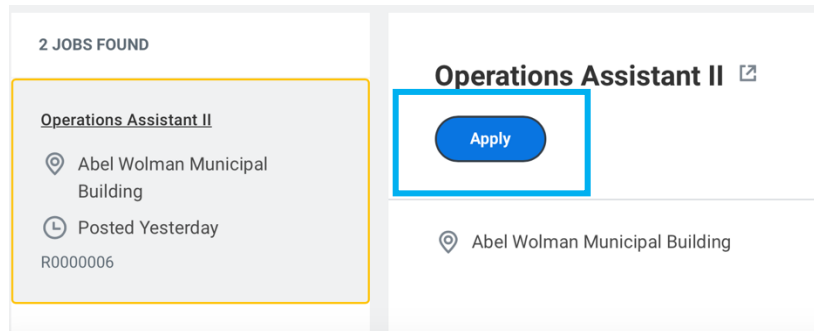 2 JOBS FOUND
Operations Assistant II
Abel Wolman Municipal
Building
Posted Yesterday
R0000006
Operations Assistant II
Apply
Abel Wolman Municipal Building